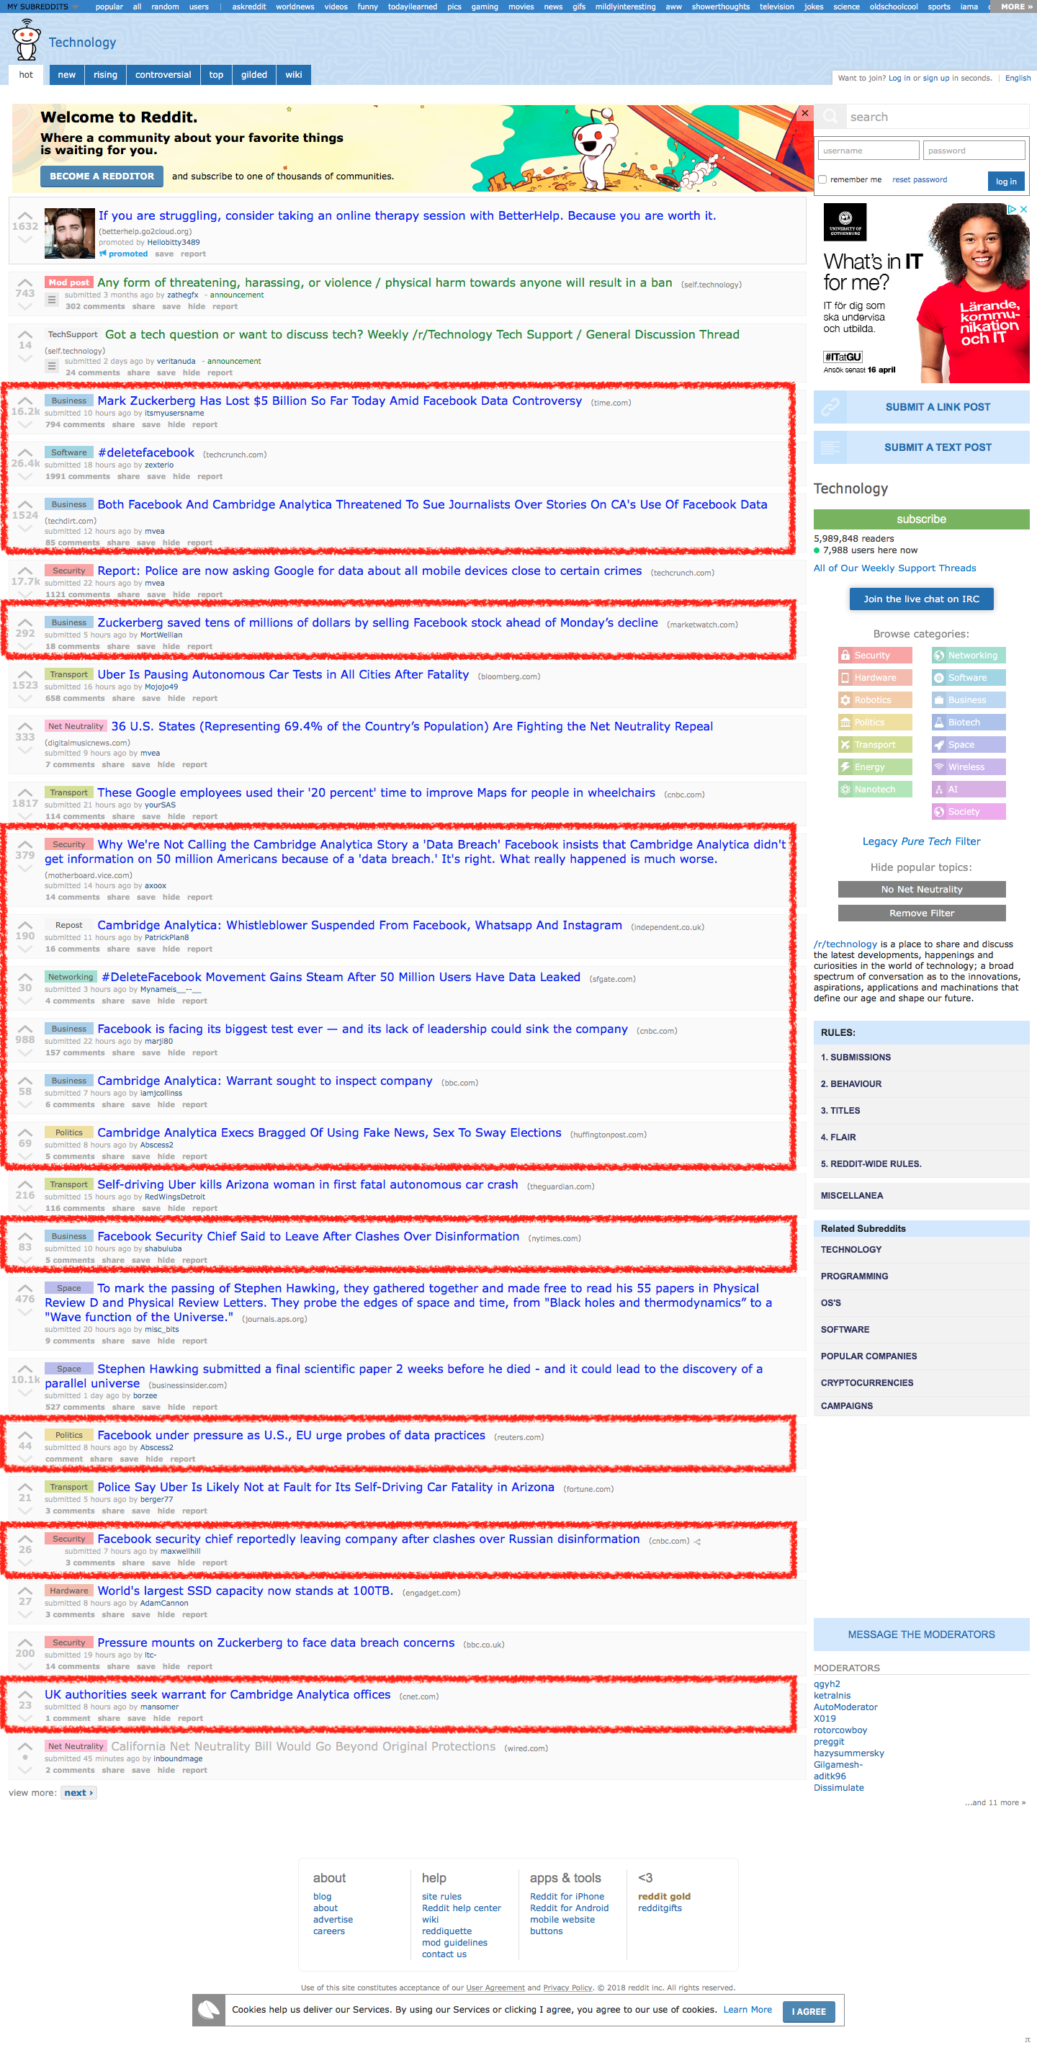 MY SUBREDDITS popular all random users | askreddit worldnews videos funny todayilearned pics gaming movies news gifs mildlyinteresting aww showerthoughts television jokes science oldschoolcool sports iama MORE »
Technology
hot new rising controversial top gilded wiki
Want to join? Log in or sign up in seconds. | English
Welcome to Reddit.
Where a community about your favorite things
is waiting for you.
BECOME A REDDITOR and subscribe to one of thousands of communities.
1632
If you are struggling, consider taking an online therapy session with BetterHelp. Because you are worth it.
(betterhelp.go2cloud.org)
promoted by Hellobitty3489
promoted save report
743
Mod post Any form of threatening, harassing, or violence / physical harm towards anyone will result in a ban (self.technology)
submitted 3 months ago by zathegfx - announcement
302 comments share save hide report
14
TechSupport Got a tech question or want to discuss tech? Weekly /r/Technology Tech Support / General Discussion Thread
(self.technology)
submitted 2 days ago by veritanuda - announcement
24 comments share save hide report
16.2k
Business Mark Zuckerberg Has Lost $5 Billion So Far Today Amid Facebook Data Controversy (time.com)
submitted 10 hours ago by itsmyusersname
794 comments share save hide report
26.4k
Software #deletefacebook (techcrunch.com)
submitted 18 hours ago by zexterio
1991 comments share save hide report
1524
Business Both Facebook And Cambridge Analytica Threatened To Sue Journalists Over Stories On CA's Use Of Facebook Data
(techdirt.com)
submitted 12 hours ago by mvea
85 comments share save hide report
17.7k
Security Report: Police are now asking Google for data about all mobile devices close to certain crimes (techcrunch.com)
submitted 22 hours ago by mvea
1121 comments share save hide report
292
Business Zuckerberg saved tens of millions of dollars by selling Facebook stock ahead of Monday’s decline (marketwatch.com)
submitted 5 hours ago by MortWellian
18 comments share save hide report
1523
Transport Uber Is Pausing Autonomous Car Tests in All Cities After Fatality (bloomberg.com)
submitted 16 hours ago by Mojojo49
658 comments share save hide report
333
Net Neutrality 36 U.S. States (Representing 69.4% of the Country’s Population) Are Fighting the Net Neutrality Repeal
(digitalmusicnews.com)
submitted 9 hours ago by mvea
7 comments share save hide report
1817
Transport These Google employees used their '20 percent' time to improve Maps for people in wheelchairs (cnbc.com)
submitted 21 hours ago by yourSAS
114 comments share save hide report
379
Security Why We're Not Calling the Cambridge Analytica Story a 'Data Breach' Facebook insists that Cambridge Analytica didn't
get information on 50 million Americans because of a 'data breach.' It's right. What really happened is much worse.
(motherboard.vice.com)
submitted 14 hours ago by axoox
14 comments share save hide report
190
Repost Cambridge Analytica: Whistleblower Suspended From Facebook, Whatsapp And Instagram (independent.co.uk)
submitted 11 hours ago by PatrickPlan8
16 comments share save hide report
30
Networking #DeleteFacebook Movement Gains Steam After 50 Million Users Have Data Leaked (sfgate.com)
submitted 3 hours ago by Mynameis__--__
4 comments share save hide report
988
Business Facebook is facing its biggest test ever — and its lack of leadership could sink the company (cnbc.com)
submitted 22 hours ago by marji80
157 comments share save hide report
58
Business Cambridge Analytica: Warrant sought to inspect company (bbc.com)
submitted 7 hours ago by iamjcollinss
6 comments share save hide report
69
Politics Cambridge Analytica Execs Bragged Of Using Fake News, Sex To Sway Elections (huffingtonpost.com)
submitted 8 hours ago by Abscess2
5 comments share save hide report
216
Transport Self-driving Uber kills Arizona woman in first fatal autonomous car crash (theguardian.com)
submitted 15 hours ago by RedWingsDetroit
116 comments share save hide report
83
Business Facebook Security Chief Said to Leave After Clashes Over Disinformation (nytimes.com)
submitted 10 hours ago by shabuluba
5 comments share save hide report
476
Space To mark the passing of Stephen Hawking, they gathered together and made free to read his 55 papers in Physical
Review D and Physical Review Letters. They probe the edges of space and time, from "Black holes and thermodynamics” to a
"Wave function of the Universe." (journals.aps.org)
submitted 20 hours ago by misc_bits
9 comments share save hide report
10.1k
Space Stephen Hawking submitted a final scientific paper 2 weeks before he died - and it could lead to the discovery of a
parallel universe (businessinsider.com)
submitted 1 day ago by borzee
527 comments share save hide report
44
Politics Facebook under pressure as U.S., EU urge probes of data practices (reuters.com)
submitted 8 hours ago by Abscess2
comment share save hide report
21
Transport Police Say Uber Is Likely Not at Fault for Its Self-Driving Car Fatality in Arizona (fortune.com)
submitted 5 hours ago by berger77
3 comments share save hide report
26
Security Facebook security chief reportedly leaving company after clashes over Russian disinformation (cnbc.com)
submitted 7 hours ago by maxwellhill
3 comments share save hide report
27
Hardware World's largest SSD capacity now stands at 100TB. (engadget.com)
submitted 8 hours ago by AdamCannon
3 comments share save hide report
200
Security Pressure mounts on Zuckerberg to face data breach concerns (bbc.co.uk)
submitted 19 hours ago by ltc-
14 comments share save hide report
23
UK authorities seek warrant for Cambridge Analytica offices (cnet.com)
submitted 8 hours ago by mansomer
1 comment share save hide report
•
Net Neutrality California Net Neutrality Bill Would Go Beyond Original Protections (wired.com)
submitted 45 minutes ago by inboundmage
2 comments share save hide report
view more: next ›
search
username password
remember me reset password log in
UNIVERSITY OF
GOTHENBURG
What's in IT
for me?
IT för dig som
ska undervisa
och utbilda.
#ITatGU
Ansök senast 16 april
Lärande,
kommu-
nikation
och IT
SUBMIT A LINK POST
SUBMIT A TEXT POST
Technology
subscribe
5,989,848 readers
7,988 users here now
All of Our Weekly Support Threads
Join the live chat on IRC
Browse categories:
Security Networking
Hardware Software
Robotics Business
Politics Biotech
Transport Space
Energy Wireless
Nanotech AI
Society
Legacy Pure Tech Filter
Hide popular topics:
No Net Neutrality
Remove Filter
/r/technology is a place to share and discuss
the latest developments, happenings and
curiosities in the world of technology; a broad
spectrum of conversation as to the innovations,
aspirations, applications and machinations that
define our age and shape our future.
RULES:
1. SUBMISSIONS
2. BEHAVIOUR
3. TITLES
4. FLAIR
5. REDDIT-WIDE RULES.
MISCELLANEA
Related Subreddits
TECHNOLOGY
PROGRAMMING
OS'S
SOFTWARE
POPULAR COMPANIES
CRYPTOCURRENCIES
CAMPAIGNS
MESSAGE THE MODERATORS
MODERATORS
qgyh2
ketralnis
AutoModerator
X019
rotorcowboy
preggit
hazysummersky
Gilgamesh-
aditk96
Dissimulate
...and 11 more »
about
blog
about
advertise
careers
help
site rules
Reddit help center
wiki
reddiquette
mod guidelines
contact us
apps & tools
Reddit for iPhone
Reddit for Android
mobile website
buttons
<3
reddit gold
redditgifts
Use of this site constitutes acceptance of our User Agreement and Privacy Policy. © 2018 reddit inc. All rights reserved.
Cookies help us deliver our Services. By using our Services or clicking I agree, you agree to our use of cookies. Learn More I AGREE
π